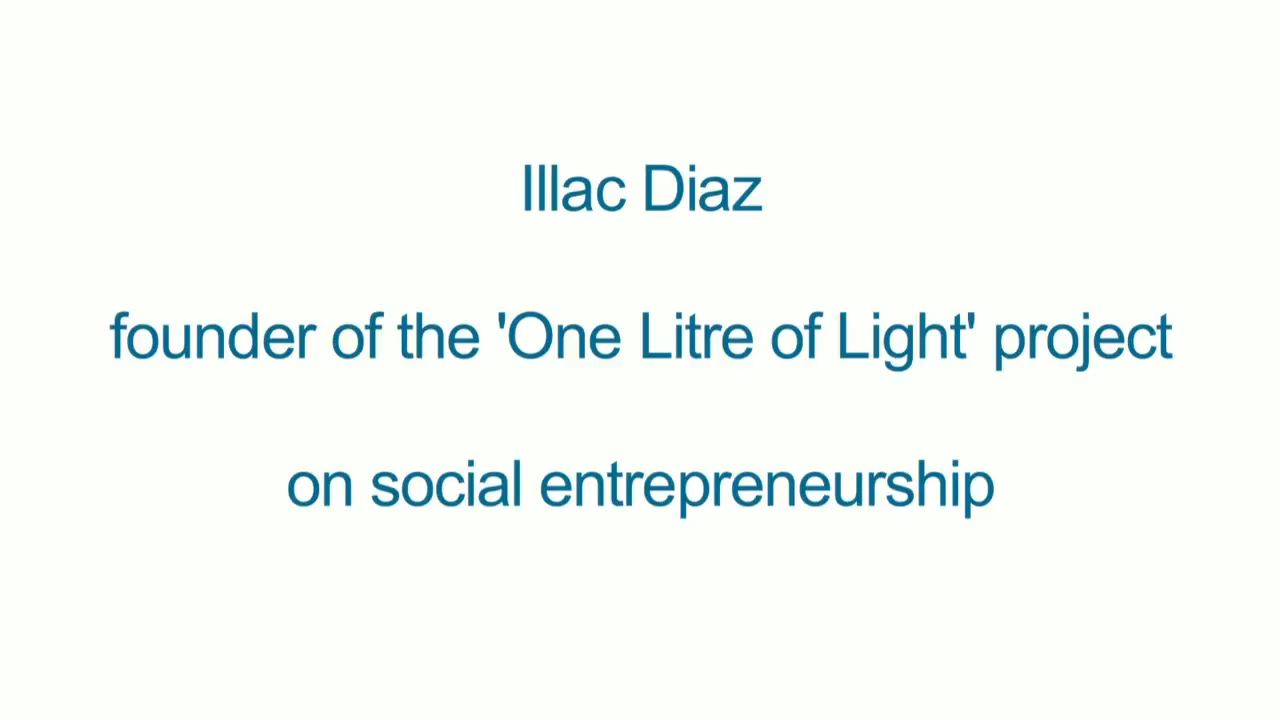 Illac Diaz
founder of the 'One Litre of Light' project
on social entrepreneurship